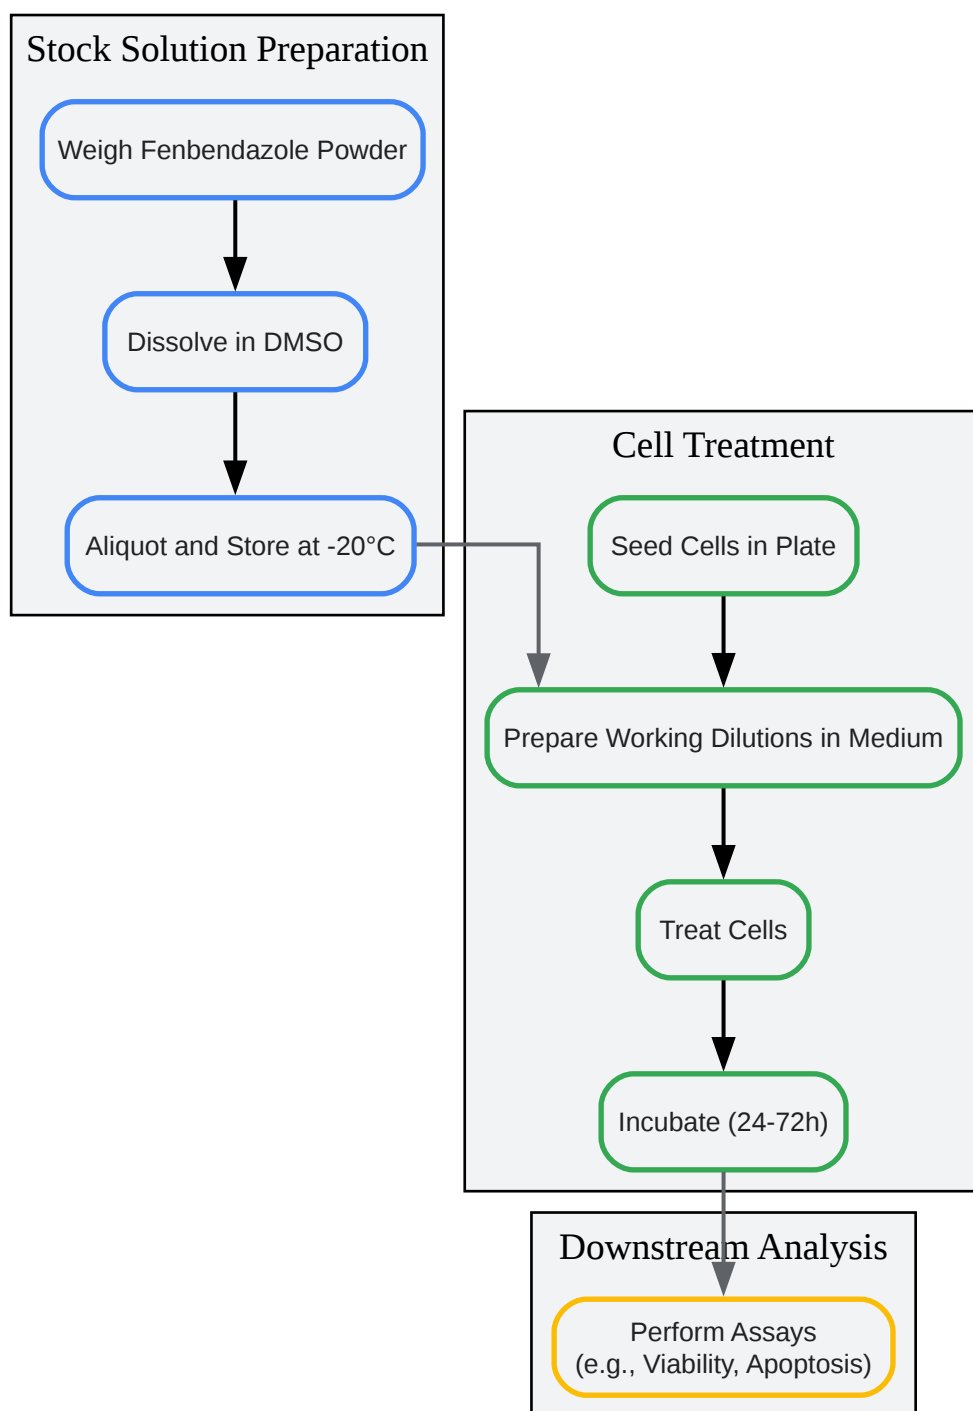 Stock Solution Preparation
Weigh Fenbendazole Powder
Dissolve in DMSO
Aliquot and Store at -20°C
Cell Treatment
Seed Cells in Plate
Prepare Working Dilutions in Medium
Treat Cells
Incubate (24-72h)
Downstream Analysis
Perform Assays
(e.g., Viability, Apoptosis)